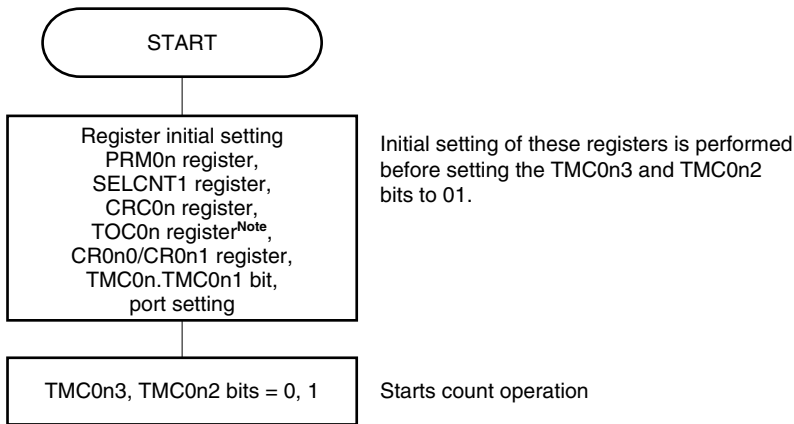 START
Register initial setting
PRM0n register,
SELCNT1 register,
CRC0n register,
TOC0n registerNote,
CR0n0/CR0n1 register,
TMC0n.TMC0n1 bit,
port setting
Initial setting of these registers is performed
before setting the TMC0n3 and TMC0n2
bits to 01.
TMC0n3, TMC0n2 bits = 0, 1
Starts count operation